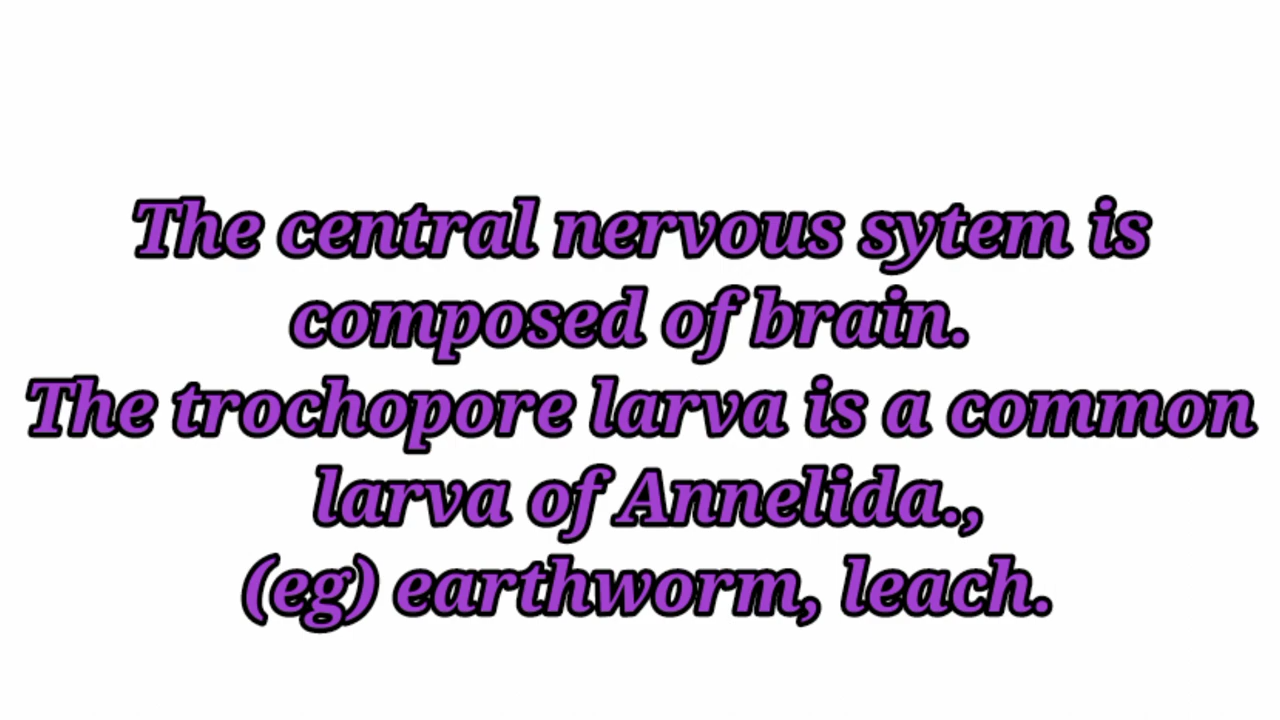 The central nervous sytem is
composed of brain.
The trochopore larva is a common
larva of Annelida.,
(eg) earthworm, leach.